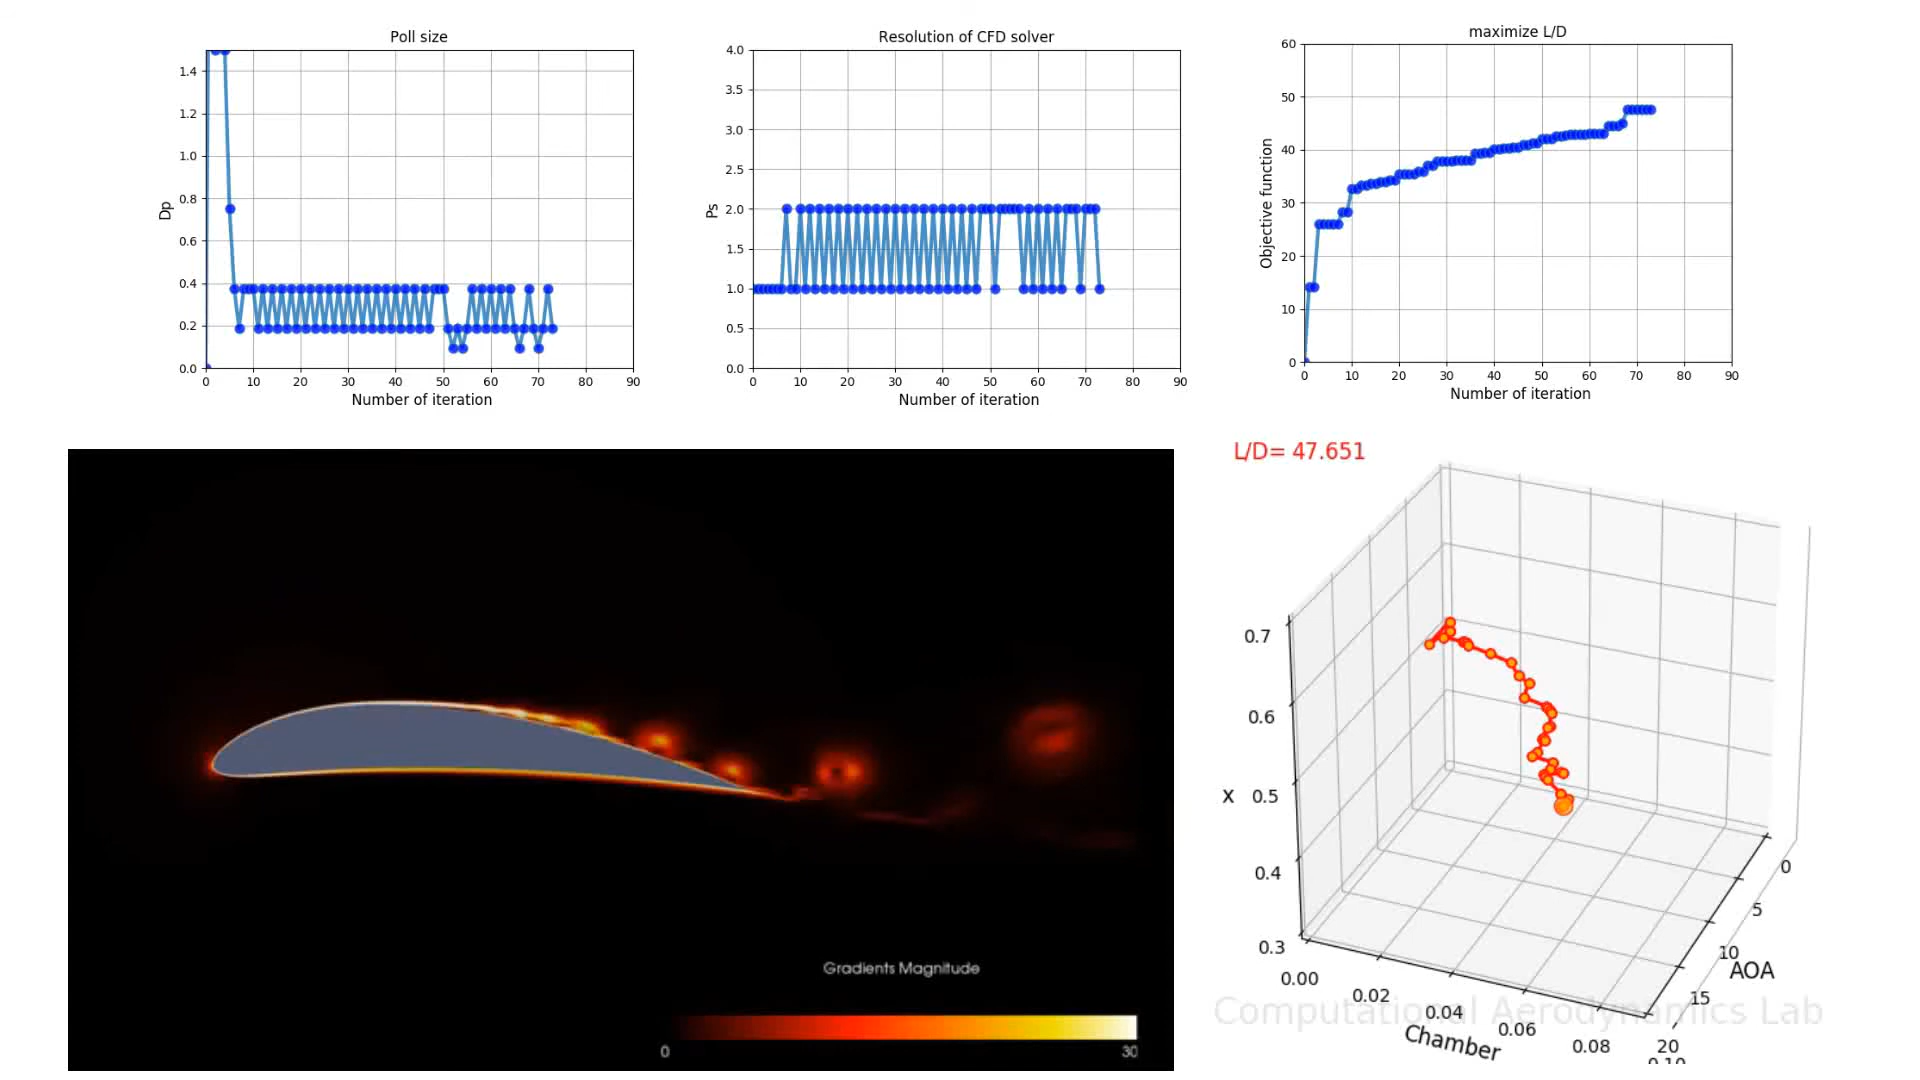 Poll size
1.4
1.2
1.0
0.8
0.6
0.4
0.2
0.0
Dp
0 10 20 30 40 50 60 70 80 90
Number of iteration
Resolution of CFD solver
4.0
3.5
3.0
2.5
2.0
1.5
1.0
0.5
0.0
Ps
0 10 20 30 40 50 60 70 80 90
Number of iteration
maximize L/D
60
50
40
30
20
10
0
Objective function
0 10 20 30 40 50 60 70 80 90
Number of iteration
Gradients Magnitude
0 30
L/D= 47.651
0.7
0.6
0.5
0.4
0.3
x
0.00
0.02
0.04
0.06
0.08
0.10
Chamber
0
5
10
15
20
AOA
Computational Aerodynamics Lab